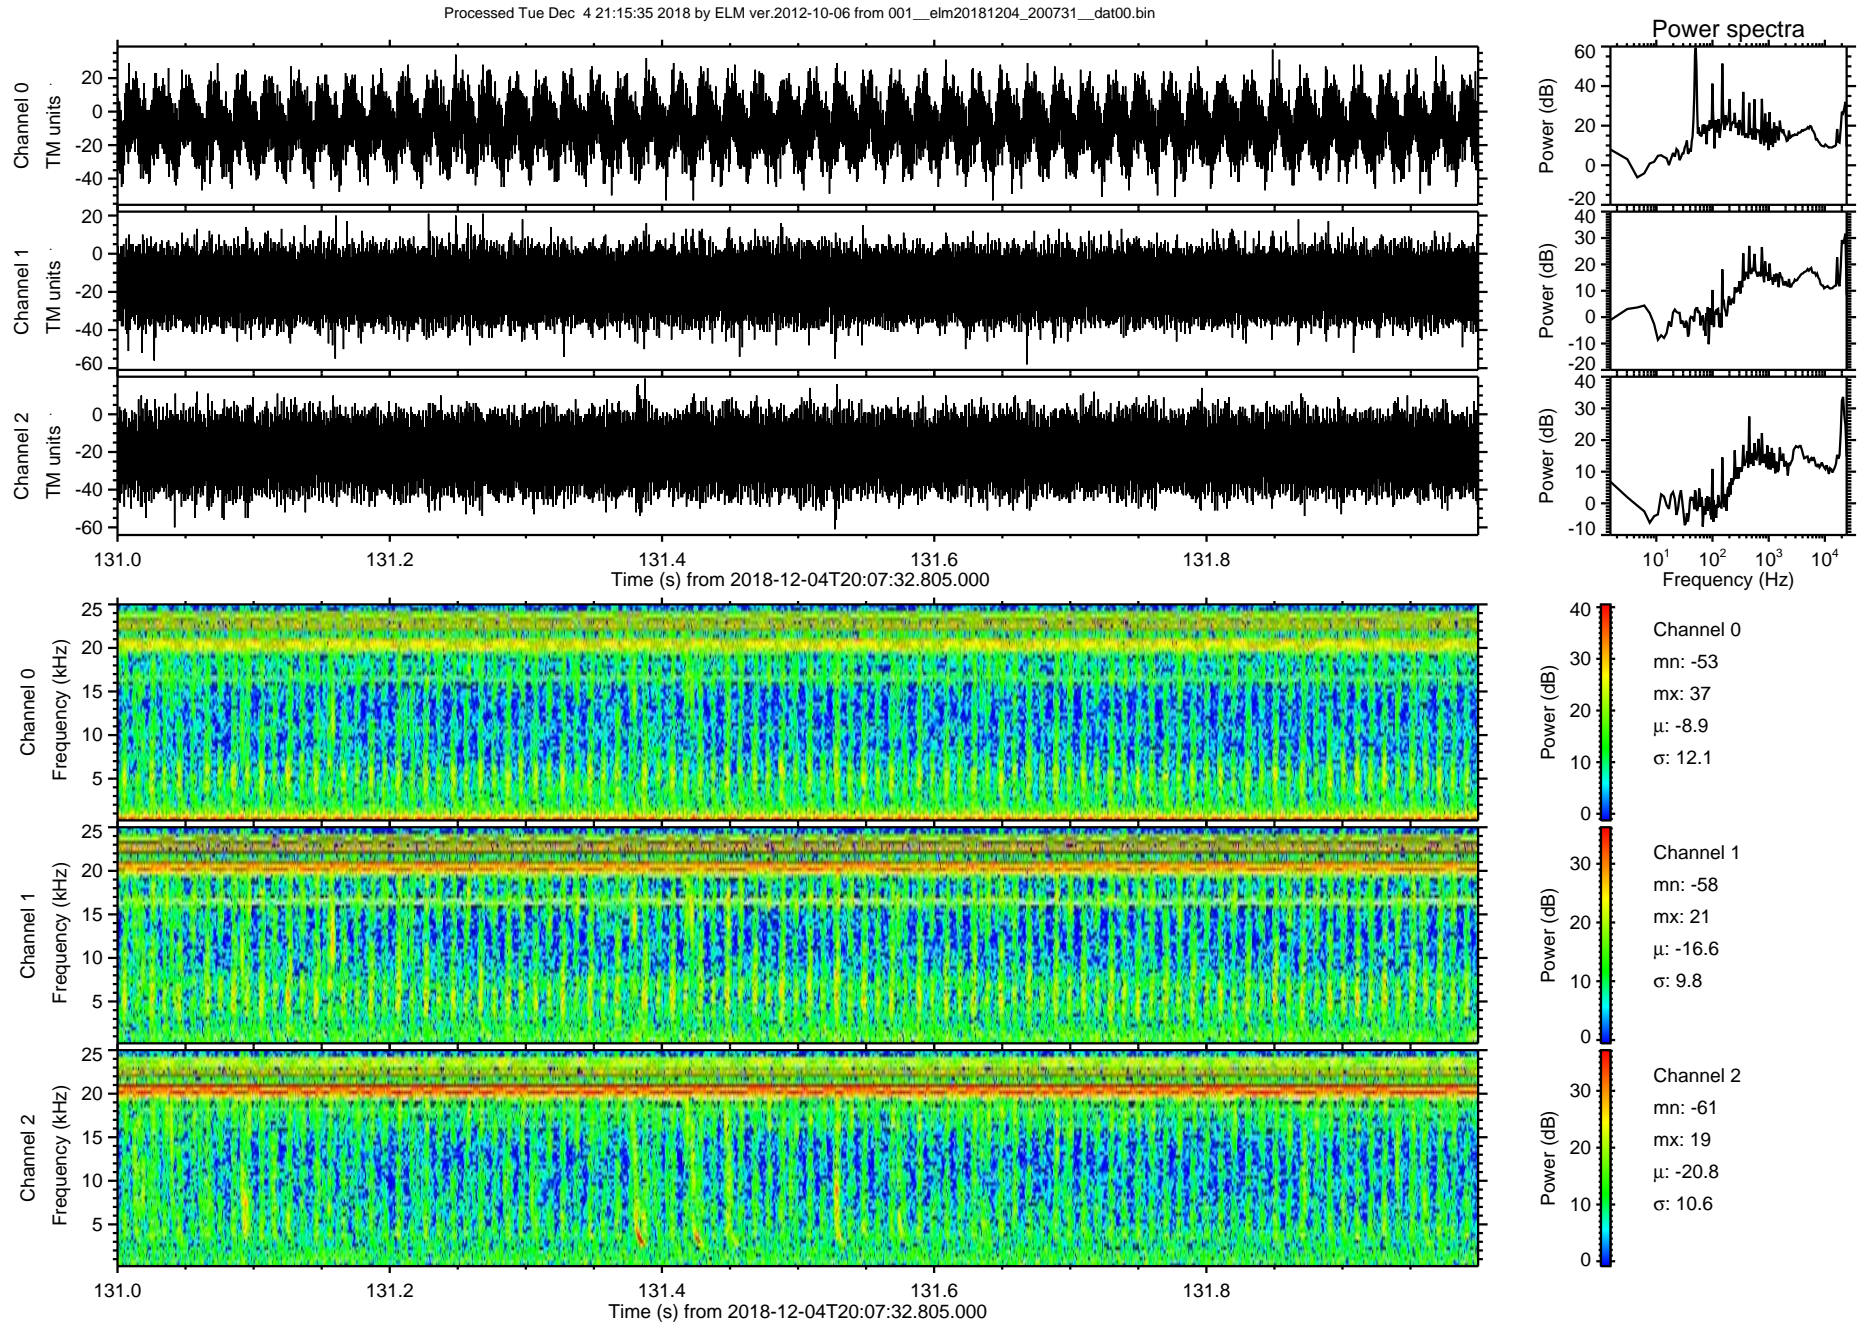 Processed Tue Dec  4 21:15:35 2018 by ELM ver.2012-10-06 from 001__elm20181204_200731__dat00.bin
Power spectra
Channel 0
TM units
20
0
-20
-40
Power (dB)
60
40
20
0
-20
Channel 1
TM units
20
0
-20
-40
-60
Power (dB)
40
30
20
10
0
-10
-20
Channel 2
TM units
0
-20
-40
-60
Power (dB)
40
30
20
10
0
-10
131.0 131.2 131.4 131.6 131.8
Time (s) from 2018-12-04T20:07:32.805.000
10¹ 10² 10³ 10⁴
Frequency (Hz)
Channel 0
Frequency (kHz)
25
20
15
10
5
Power (dB)
40
30
20
10
0
Channel 0
mn: -53
mx: 37
μ: -8.9
σ: 12.1
Channel 1
Frequency (kHz)
25
20
15
10
5
Power (dB)
30
20
10
0
Channel 1
mn: -58
mx: 21
μ: -16.6
σ: 9.8
Channel 2
Frequency (kHz)
25
20
15
10
5
Power (dB)
30
20
10
0
Channel 2
mn: -61
mx: 19
μ: -20.8
σ: 10.6
131.0 131.2 131.4 131.6 131.8
Time (s) from 2018-12-04T20:07:32.805.000